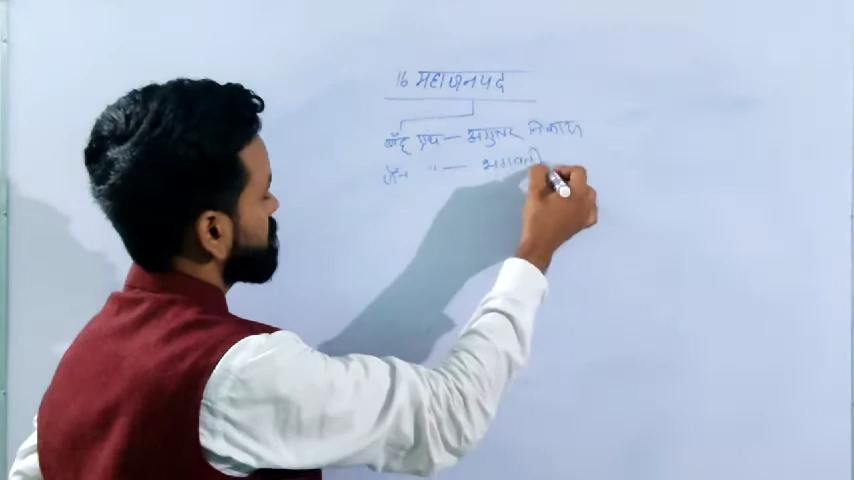 16 महाजनपद
बौद्ध ग्रंथ — अंगुत्तर निकाय
जैन " — भगवती